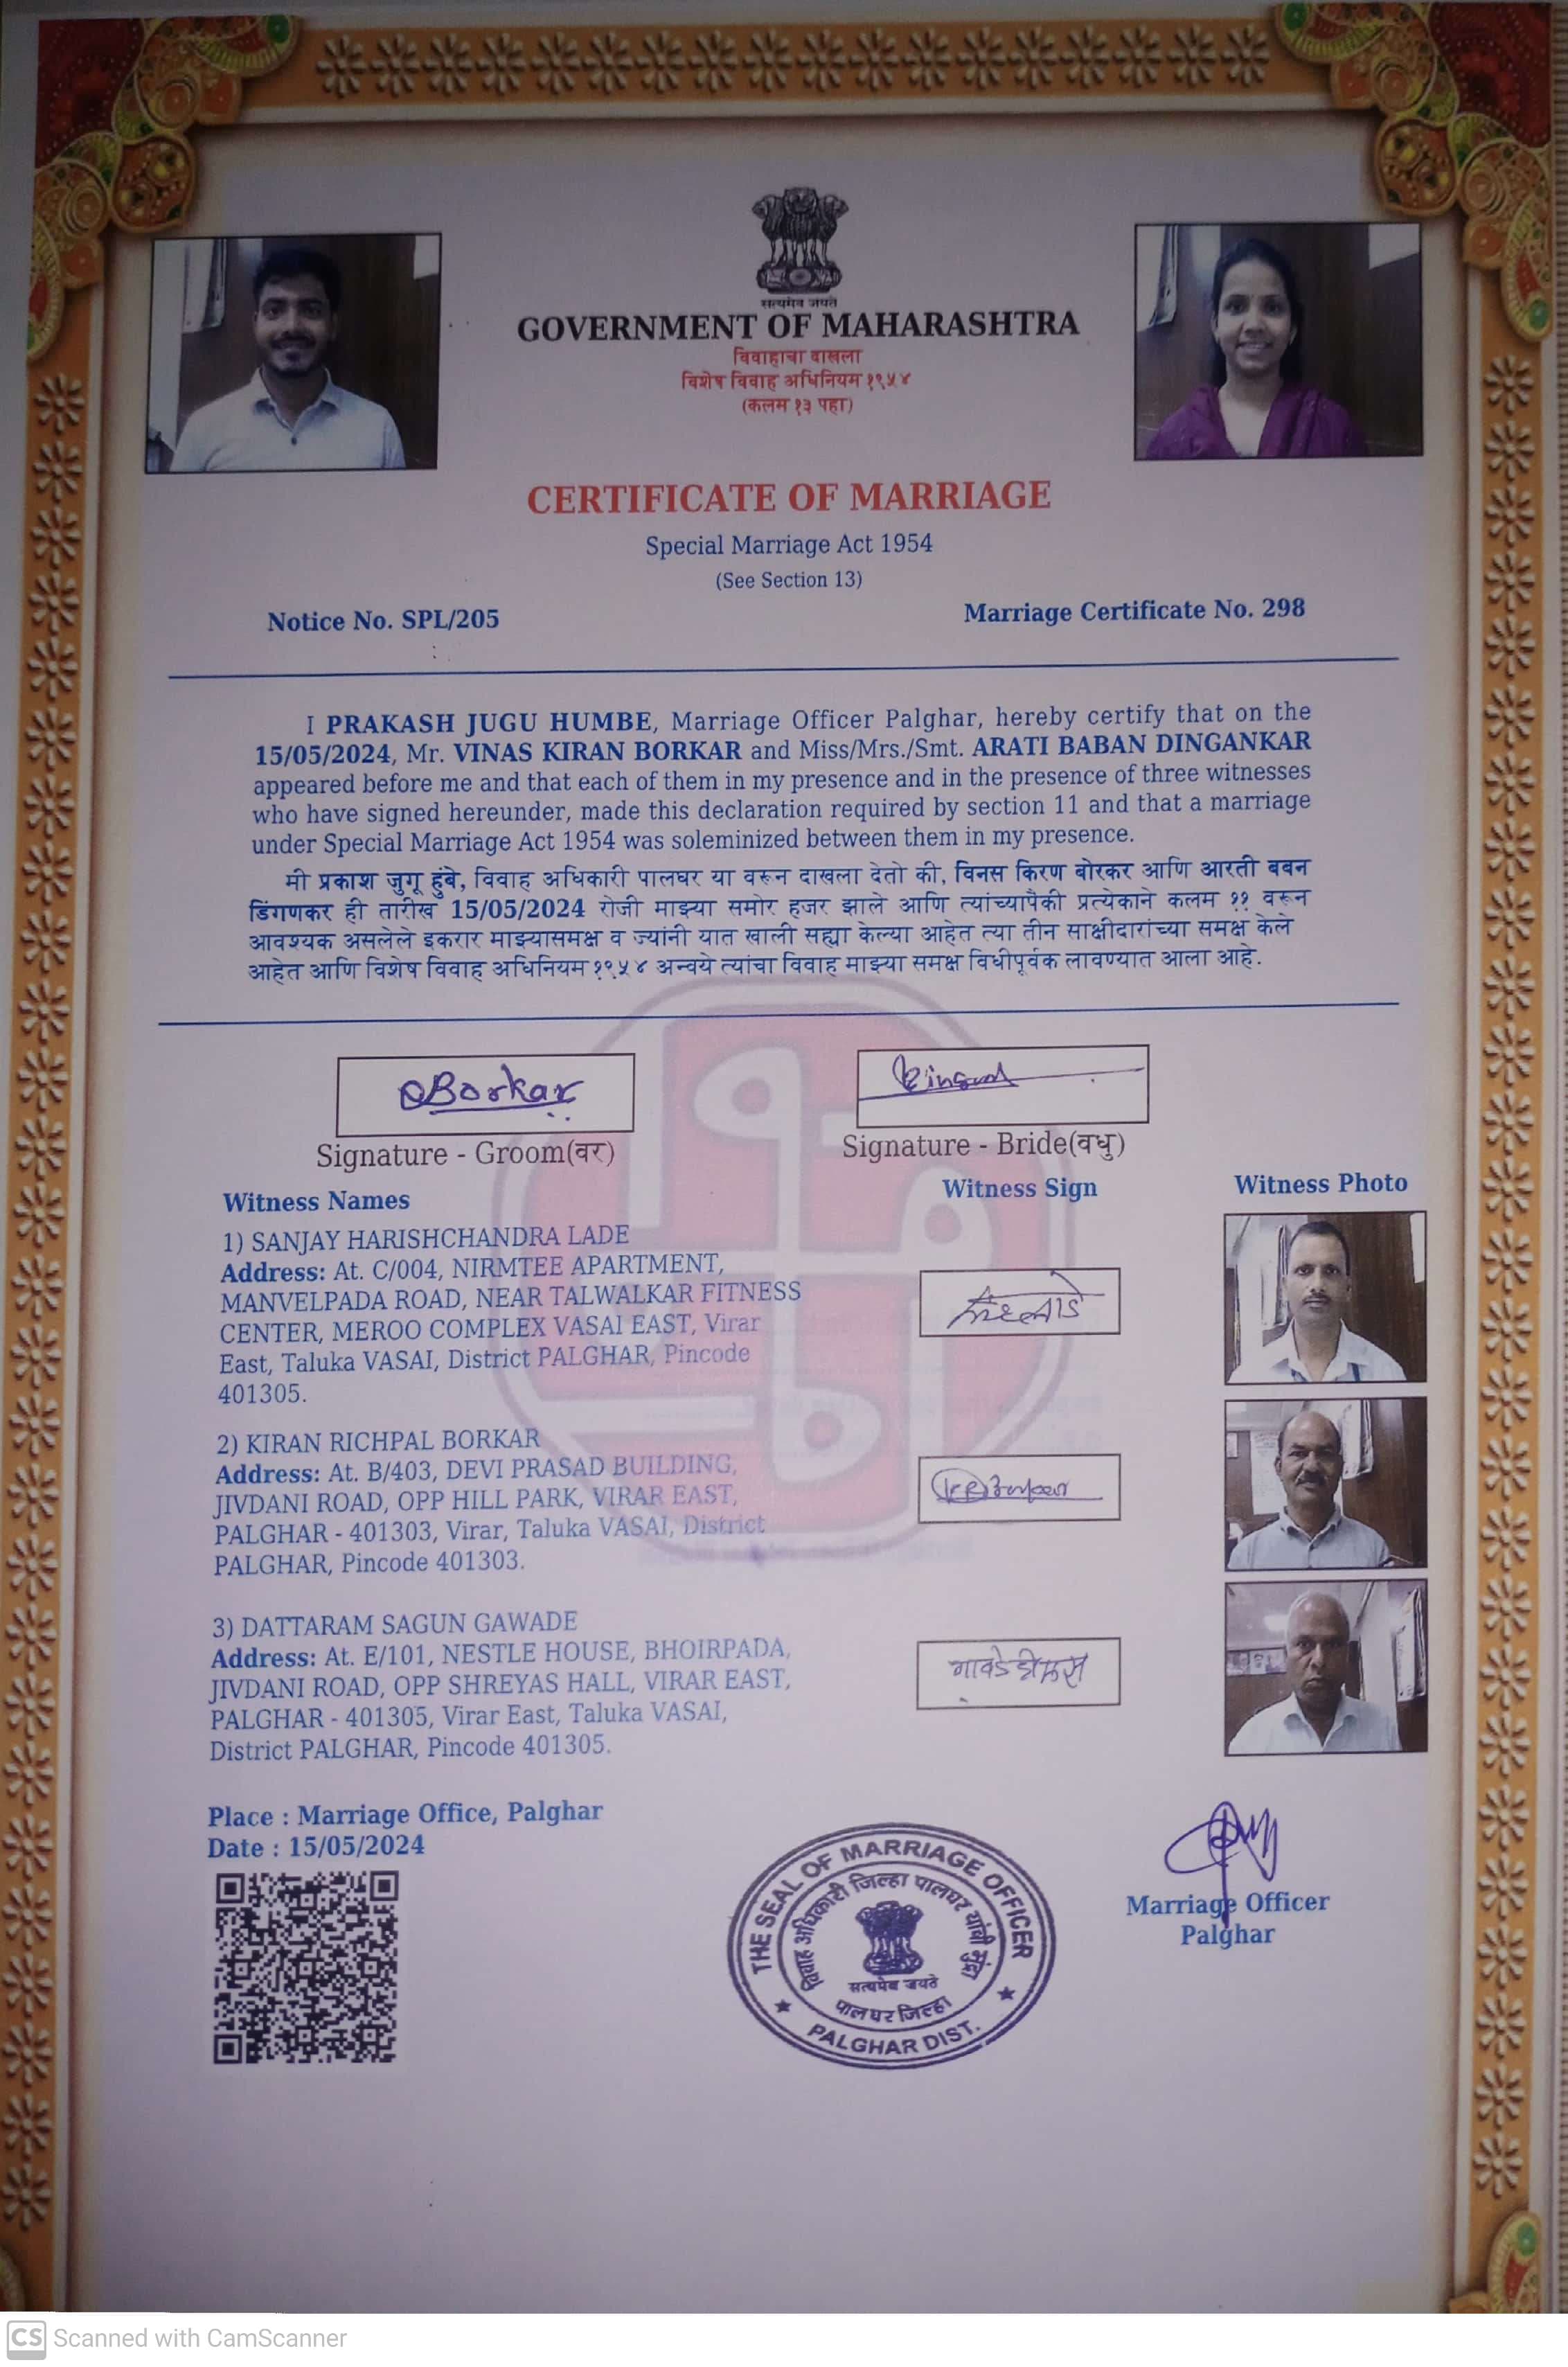 सत्यमेव जयते
GOVERNMENT OF MAHARASHTRA
विवाहाचा दाखला
विशेष विवाह अधिनियम १९५४
(कलम १३ पहा)
CERTIFICATE OF MARRIAGE
Special Marriage Act 1954
(See Section 13)
Notice No. SPL/205 Marriage Certificate No. 298
I PRAKASH JUGU HUMBE, Marriage Officer Palghar, hereby certify that on the
15/05/2024, Mr. VINAS KIRAN BORKAR and Miss/Mrs./Smt. ARATI BABAN DINGANKAR
appeared before me and that each of them in my presence and in the presence of three witnesses
who have signed hereunder, made this declaration required by section 11 and that a marriage
under Special Marriage Act 1954 was soleminized between them in my presence.
मी प्रकाश जुगू हुंबे, विवाह अधिकारी पालघर या वरून दाखला देतो की, विनस किरण बोरकर आणि आरती बबन
डिंगणकर ही तारीख 15/05/2024 रोजी माझ्या समोर हजर झाले आणि त्यांच्यापैकी प्रत्येकाने कलम ११ वरून
आवश्यक असलेले इकरार माझ्यासमक्ष व ज्यांनी यात खाली सह्या केल्या आहेत त्या तीन साक्षीदारांच्या समक्ष केले
आहेत आणि विशेष विवाह अधिनियम १९५४ अन्वये त्यांचा विवाह माझ्या समक्ष विधीपूर्वक लावण्यात आला आहे.
Borkar
Signature - Groom(वर) Signature - Bride(वधु)
Witness Names Witness Sign Witness Photo
1) SANJAY HARISHCHANDRA LADE
Address: At. C/004, NIRMTEE APARTMENT,
MANVELPADA ROAD, NEAR TALWALKAR FITNESS
CENTER, MEROO COMPLEX VASAI EAST, Virar
East, Taluka VASAI, District PALGHAR, Pincode
401305.
2) KIRAN RICHPAL BORKAR
Address: At. B/403, DEVI PRASAD BUILDING,
JIVDANI ROAD, OPP HILL PARK, VIRAR EAST,
PALGHAR - 401303, Virar, Taluka VASAI, District
PALGHAR, Pincode 401303.
3) DATTARAM SAGUN GAWADE
Address: At. E/101, NESTLE HOUSE, BHOIRPADA,
JIVDANI ROAD, OPP SHREYAS HALL, VIRAR EAST,
PALGHAR - 401305, Virar East, Taluka VASAI,
District PALGHAR, Pincode 401305.
गावडे
Place : Marriage Office, Palghar
Date : 15/05/2024
THE SEAL OF MARRIAGE OFFICER
विवाह अधिकारी जिल्हा पालघर यांची मुद्रा
सत्यमेव जयते
पालघर जिल्हा
PALGHAR DIST.
Marriage Officer
Palghar
CS Scanned with CamScanner